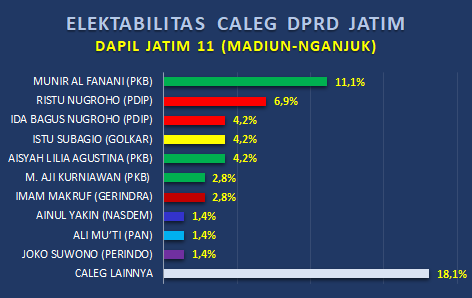 ELEKTABILITAS CALEG DPRD JATIM
DAPIL JATIM 11 (MADIUN-NGANJUK)
MUNIR AL FANANI (PKB) 11,1%
RISTU NUGROHO (PDIP) 6,9%
IDA BAGUS NUGROHO (PDIP) 4,2%
ISTU SUBAGIO (GOLKAR) 4,2%
AISYAH LILIA AGUSTINA (PKB) 4,2%
M. AJI KURNIAWAN (PKB) 2,8%
IMAM MAKRUF (GERINDRA) 2,8%
AINUL YAKIN (NASDEM) 1,4%
ALI MU'TI (PAN) 1,4%
JOKO SUWONO (PERINDO) 1,4%
CALEG LAINNYA 18,1%